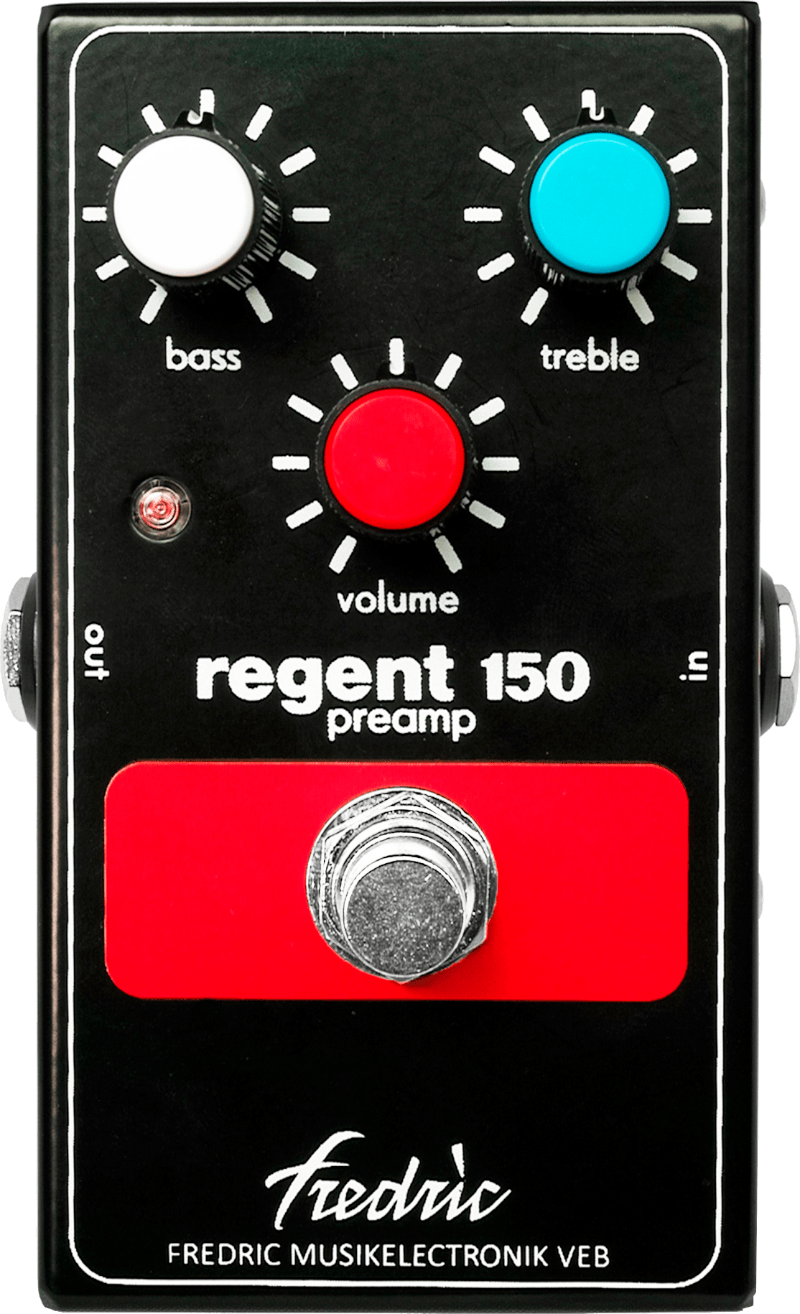 bass
treble
volume
out
in
regent 150
preamp
Fredric
FREDRIC MUSIKELECTRONIK VEB